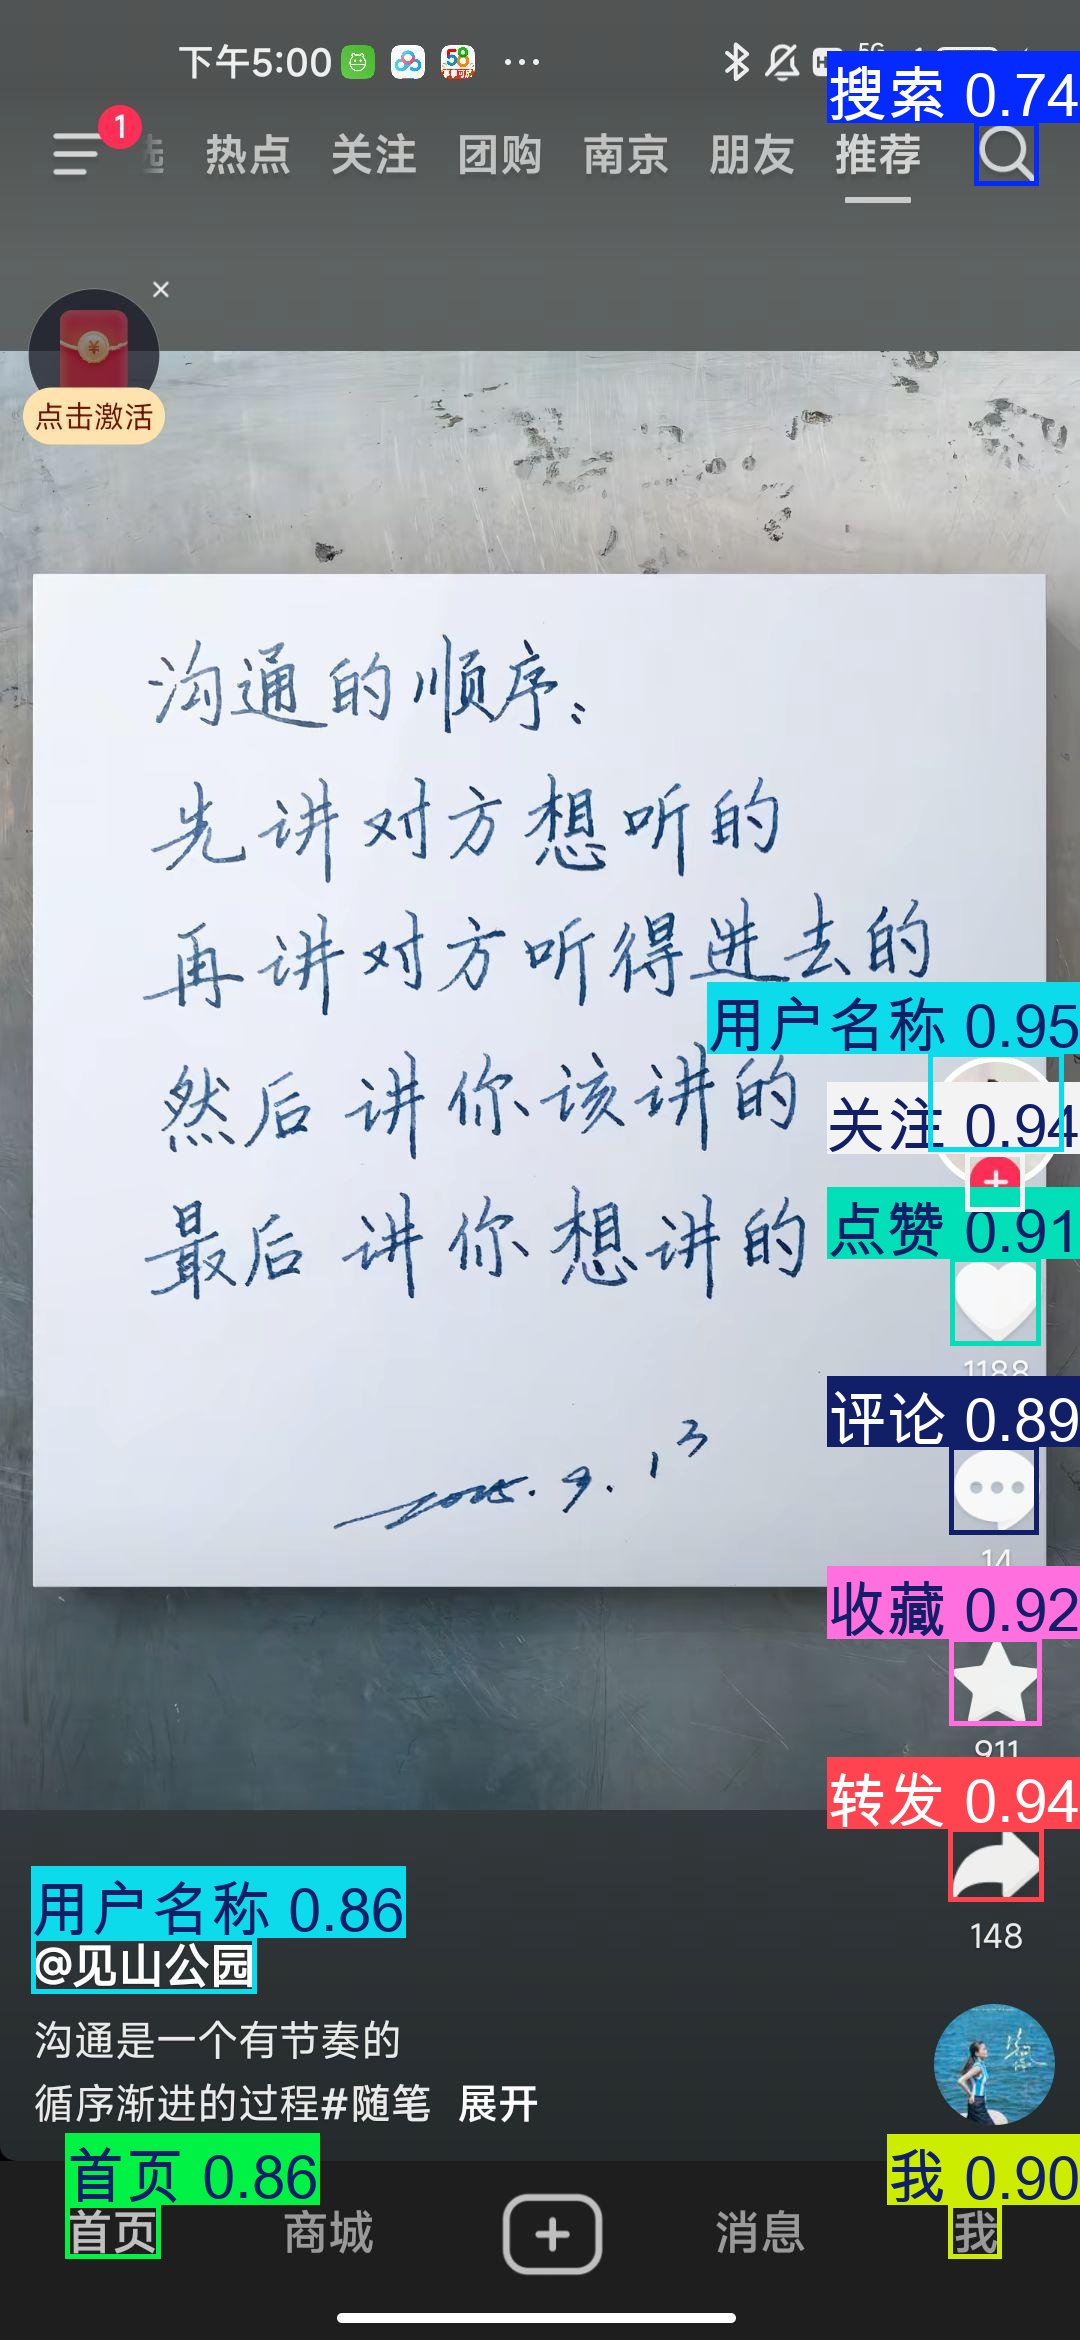 下午5:00
58
5G
搜索 0.74
1
选 热点 关注 团购 南京 朋友 推荐
点击激活
沟通的顺序：
先讲对方想听的
再讲对方听得进去的
用户名称 0.95
然后讲你该讲的
关注 0.94
点赞 0.91
最后讲你想讲的
1188
评论 0.89
2025.9.13
14
收藏 0.92
911
转发 0.94
148
用户名称 0.86
@见山公园
沟通是一个有节奏的
循序渐进的过程#随笔 展开
首页 0.86
我 0.90
首页 商城 消息 我